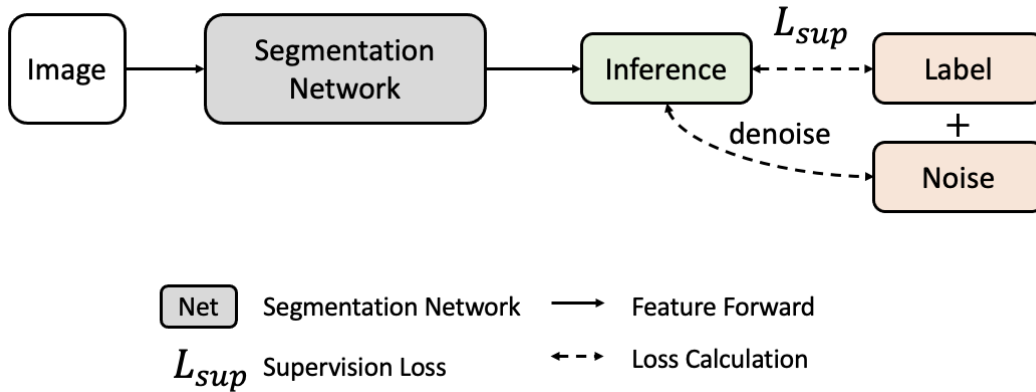 Image
Segmentation
Network
Inference
L_sup
Label
+
denoise
Noise
Net Segmentation Network Feature Forward
L_sup Supervision Loss Loss Calculation